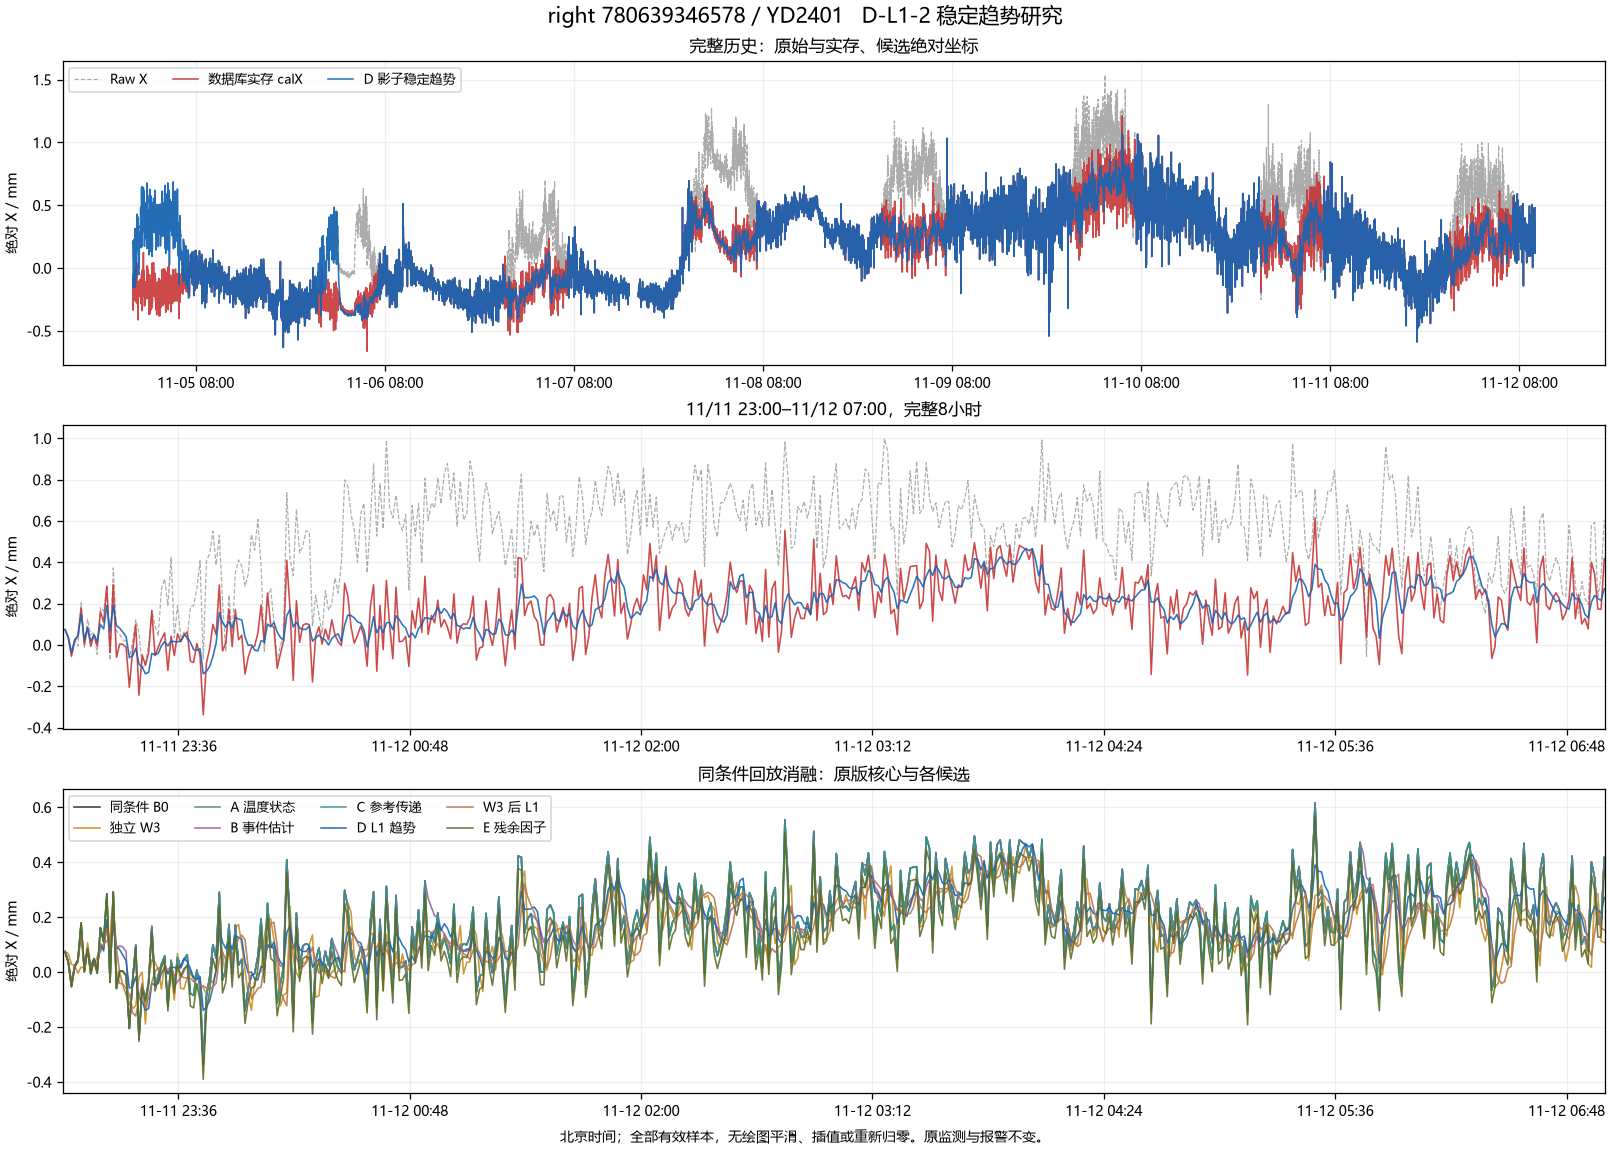 right 780639346578 / YD2401 D-L1-2 稳定趋势研究
完整历史：原始与实存、候选绝对坐标
Raw X
数据库实存 calX
D 影子稳定趋势
绝对 X / mm
1.5
1.0
0.5
0.0
-0.5
11-05 08:00 11-06 08:00 11-07 08:00 11-08 08:00 11-09 08:00 11-10 08:00 11-11 08:00 11-12 08:00
11/11 23:00–11/12 07:00，完整8小时
绝对 X / mm
1.0
0.8
0.6
0.4
0.2
0.0
-0.2
-0.4
11-11 23:36 11-12 00:48 11-12 02:00 11-12 03:12 11-12 04:24 11-12 05:36 11-12 06:48
同条件回放消融：原版核心与各候选
同条件 B0 A 温度状态 C 参考传递 W3 后 L1
独立 W3 B 事件估计 D L1 趋势 E 残余因子
绝对 X / mm
0.6
0.4
0.2
0.0
-0.2
-0.4
11-11 23:36 11-12 00:48 11-12 02:00 11-12 03:12 11-12 04:24 11-12 05:36 11-12 06:48
北京时间；全部有效样本，无绘图平滑、插值或重新归零。原监测与报警不变。